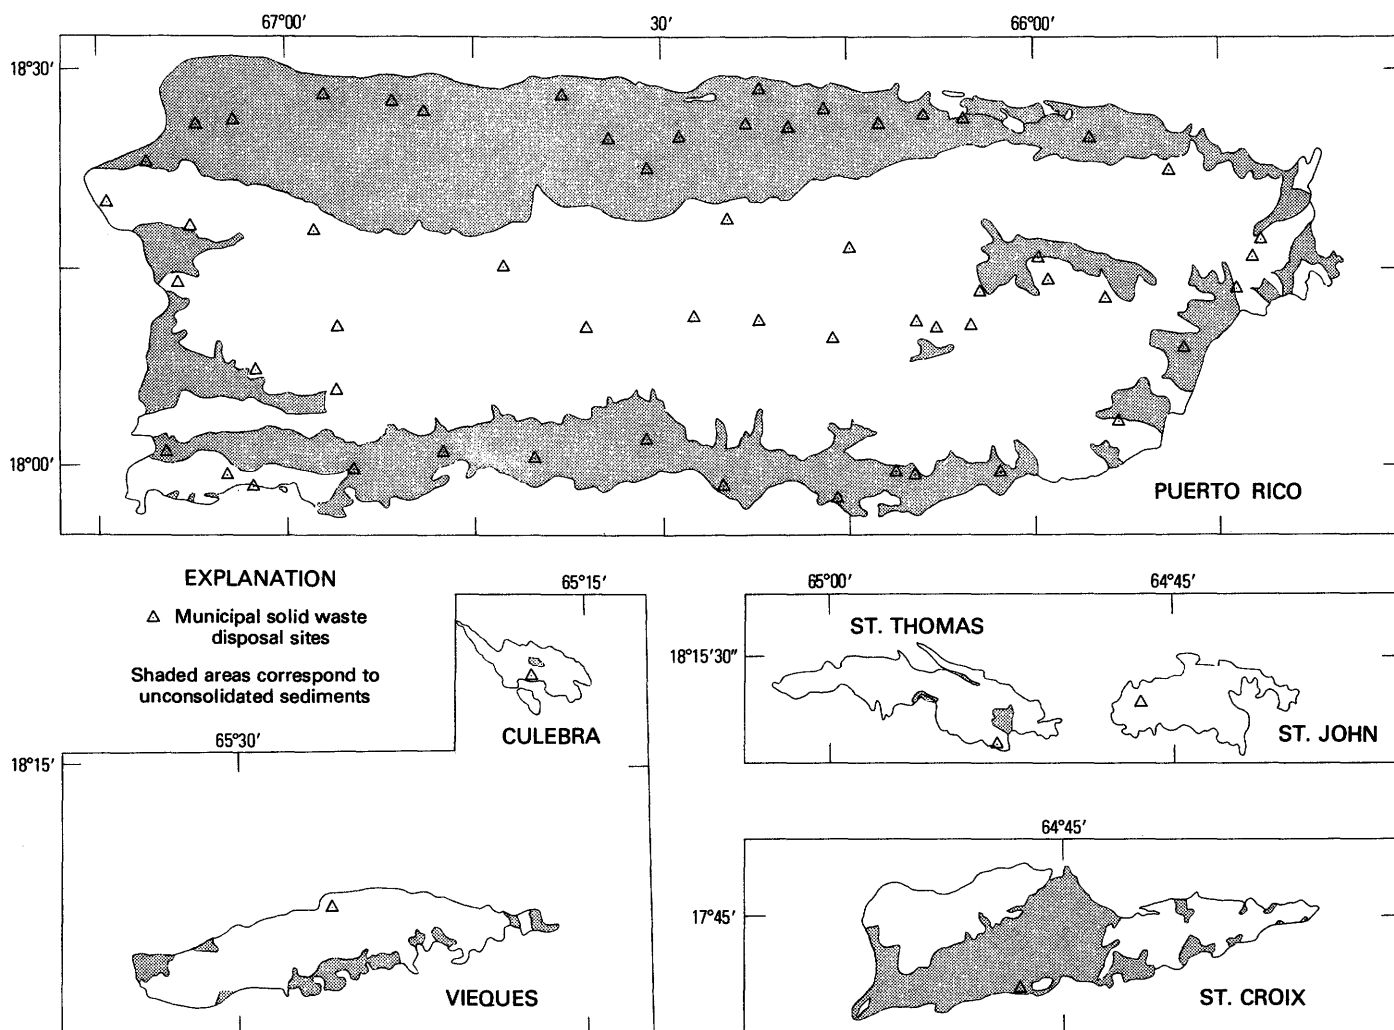 67°00′ 30′ 66°00′
18°30′
18°00′
PUERTO RICO
EXPLANATION
Municipal solid waste
disposal sites
Shaded areas correspond to
unconsolidated sediments
65°15′
CULEBRA
65°30′
18°15′
VIEQUES
65°00′ 64°45′
ST. THOMAS
18°15′30″
ST. JOHN
64°45′
17°45′
ST. CROIX